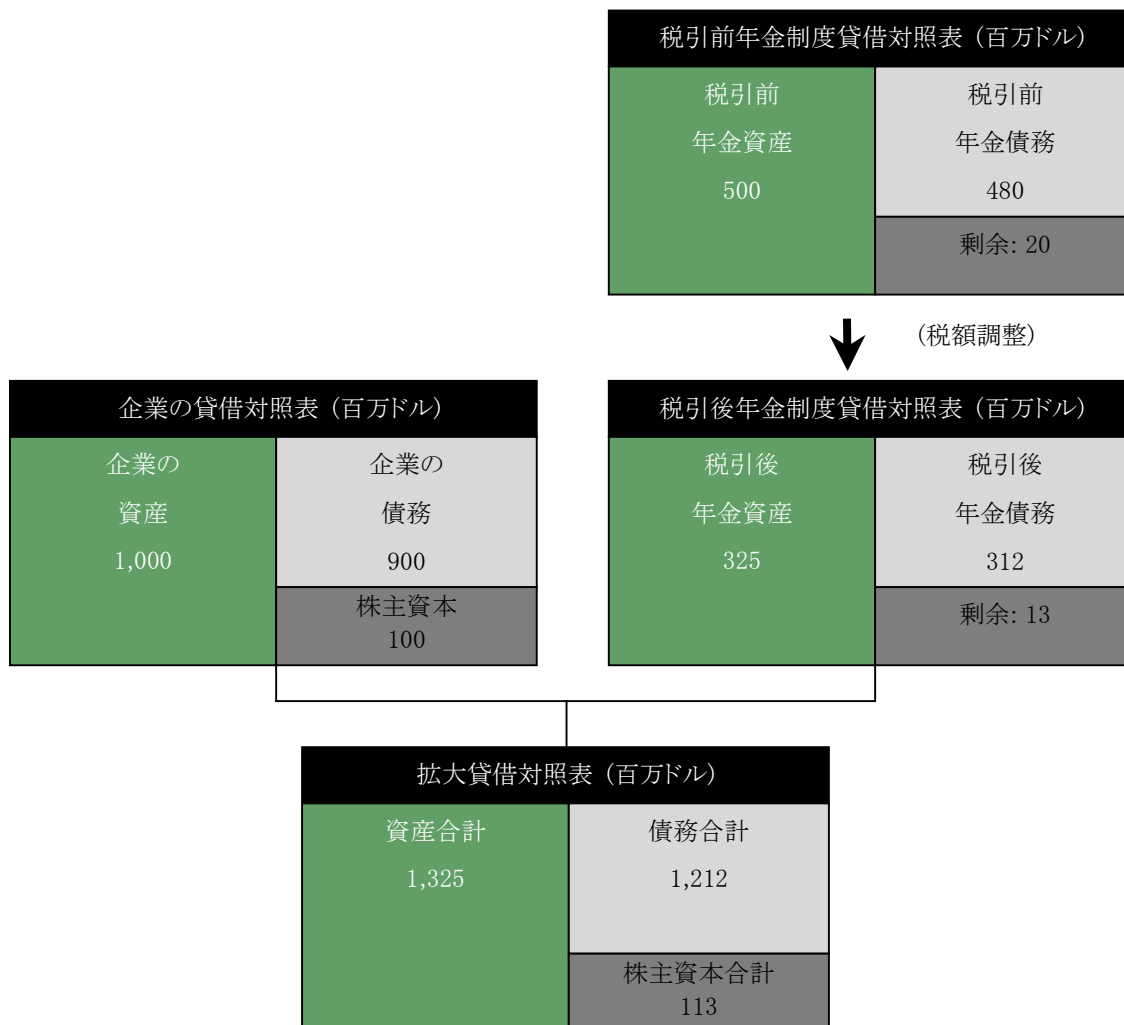 税引前年金制度貸借対照表 (百万ドル)
税引前
年金資産
500
税引前
年金債務
480
剰余: 20
(税額調整)
企業の貸借対照表 (百万ドル)
企業の
資産
1,000
企業の
債務
900
株主資本
100
税引後年金制度貸借対照表 (百万ドル)
税引後
年金資産
325
税引後
年金債務
312
剰余: 13
拡大貸借対照表 (百万ドル)
資産合計
1,325
債務合計
1,212
株主資本合計
113